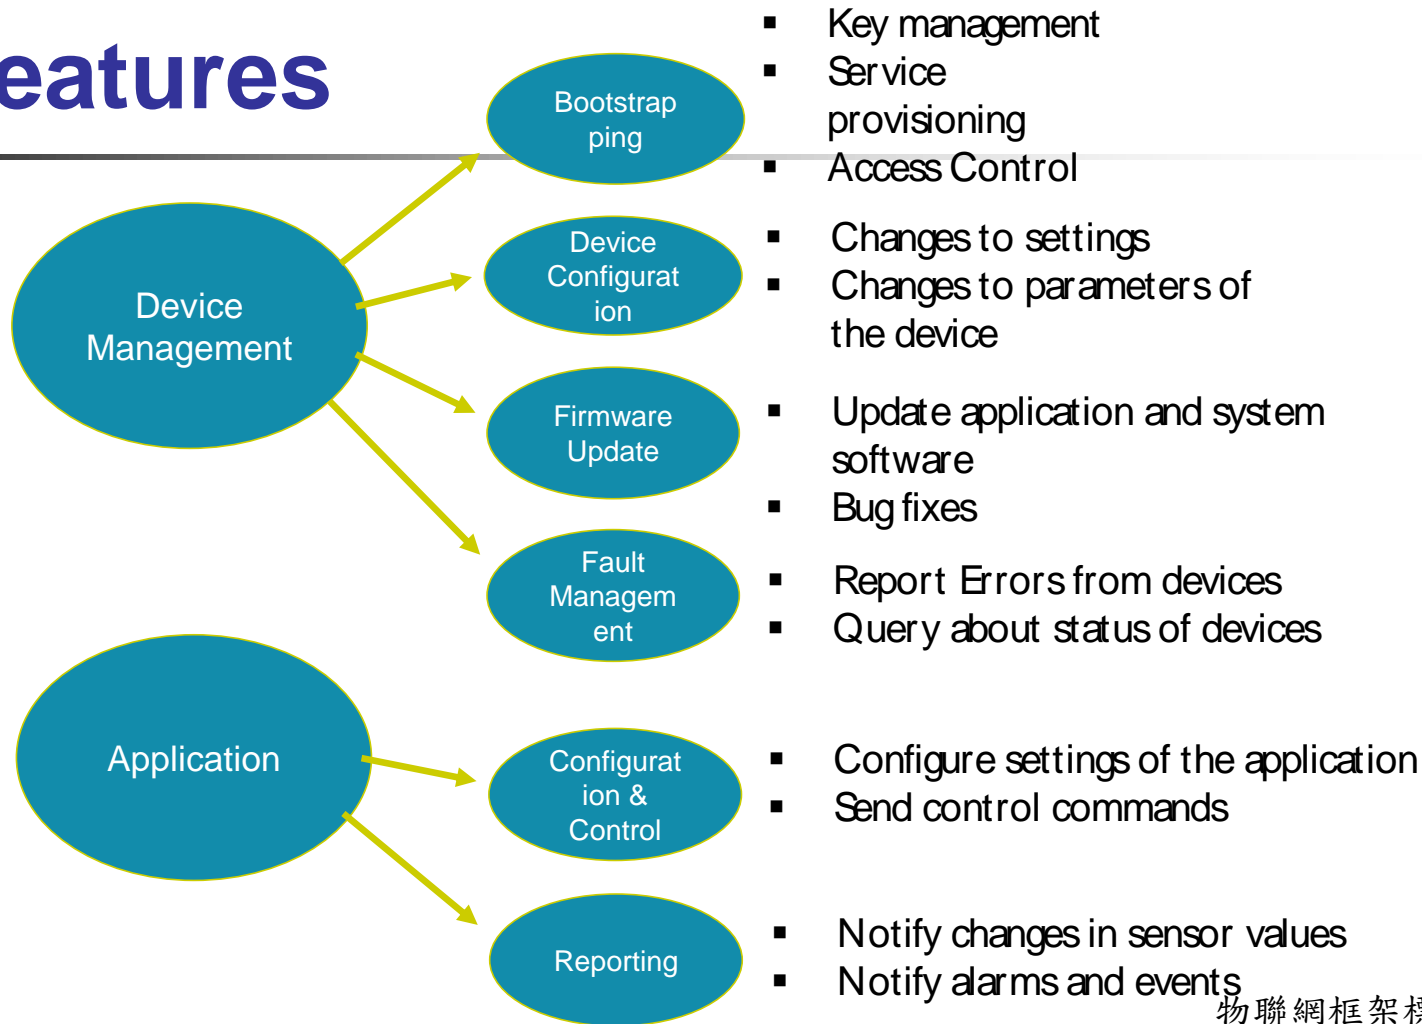 eatures
Key management
Service
provisioning
Access Control
Bootstrap
ping
Device
Management
Device
Configurat
ion
Changes to settings
Changes to parameters of
the device
Firmware
Update
Update application and system
software
Bug fixes
Fault
Managem
ent
Report Errors from devices
Query about status of devices
Application
Configurat
ion &
Control
Configure settings of the application
Send control commands
Reporting
Notify changes in sensor values
Notify alarms and events
物聯網框架標